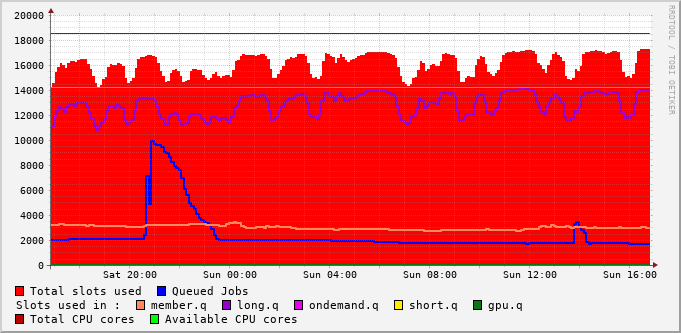 20000
18000
16000
14000
12000
10000
8000
6000
4000
2000
0
Sat 20:00 Sun 00:00 Sun 04:00 Sun 08:00 Sun 12:00 Sun 16:00
RRDTOOL / TOBI OETIKER
Total slots used Queued Jobs
Slots used in : member.q long.q ondemand.q short.q gpu.q
Total CPU cores Available CPU cores